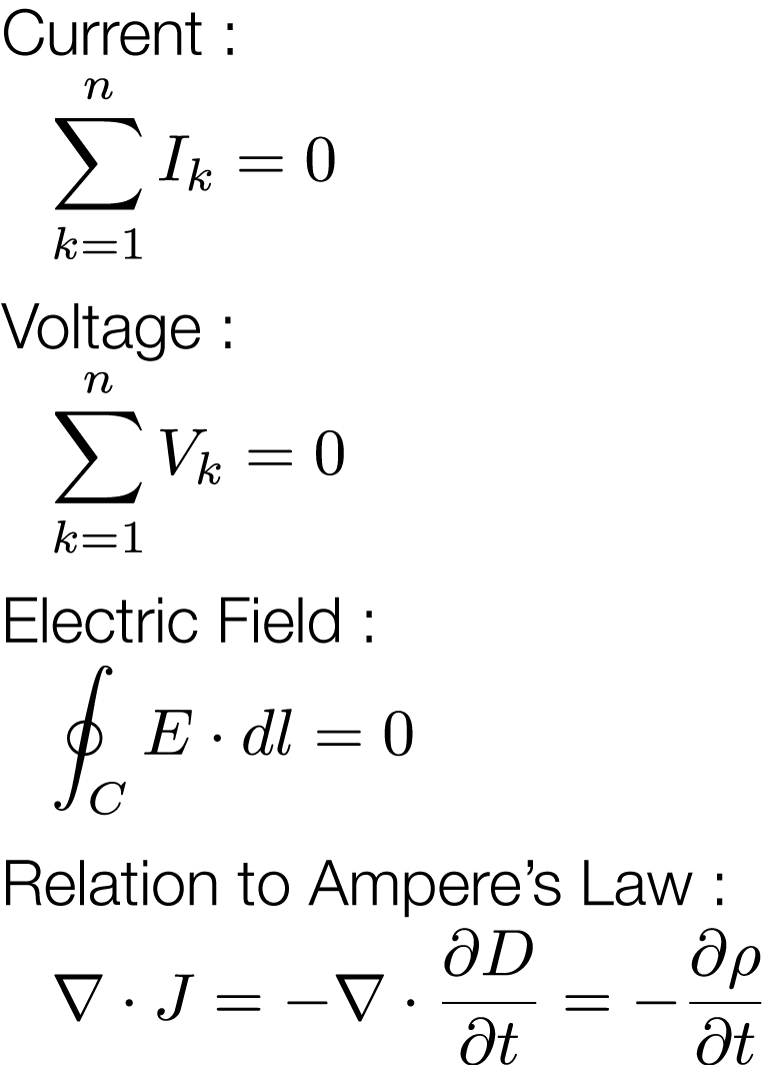 Current :
\sum_{k=1}^{n} I_k = 0
Voltage :
\sum_{k=1}^{n} V_k = 0
Electric Field :
\oint_C E \cdot dl = 0
Relation to Ampere’s Law :
\nabla \cdot J = -\nabla \cdot \frac{\partial D}{\partial t} = -\frac{\partial \rho}{\partial t}